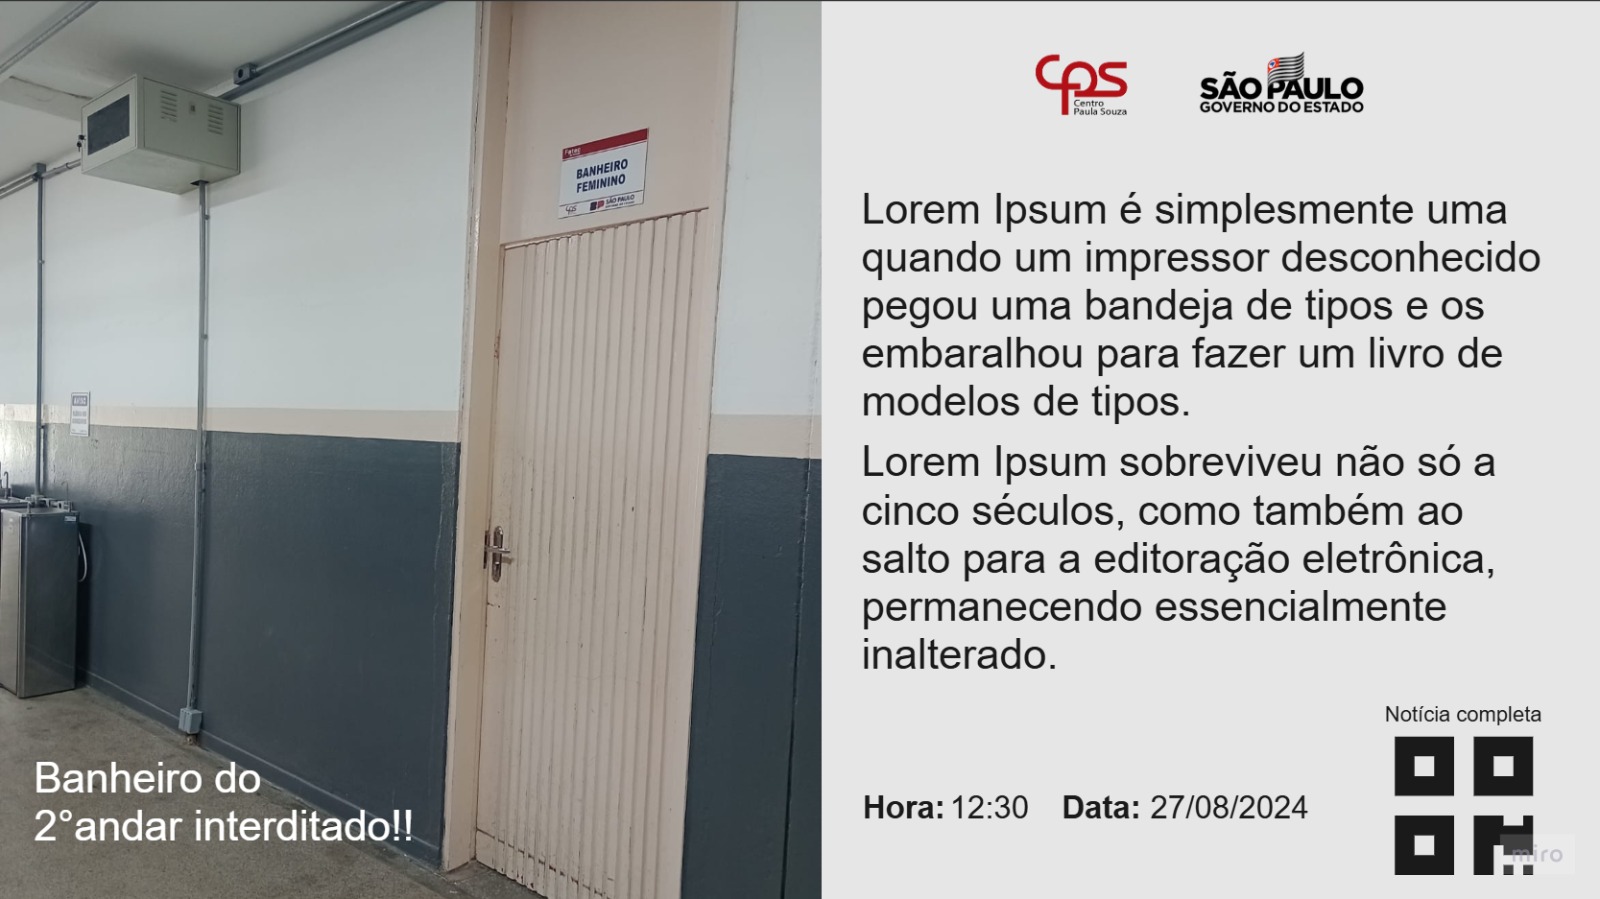 Fatec
BANHEIRO
FEMININO
CPS
SÃO PAULO
Banheiro do
2°andar interditado!!
CPS
Centro
Paula Souza
SÃO PAULO
GOVERNO DO ESTADO
Lorem Ipsum é simplesmente uma
quando um impressor desconhecido
pegou uma bandeja de tipos e os
embaralhou para fazer um livro de
modelos de tipos.
Lorem Ipsum sobreviveu não só a
cinco séculos, como também ao
salto para a editoração eletrônica,
permanecendo essencialmente
inalterado.
Notícia completa
Hora: 12:30 Data: 27/08/2024
miro